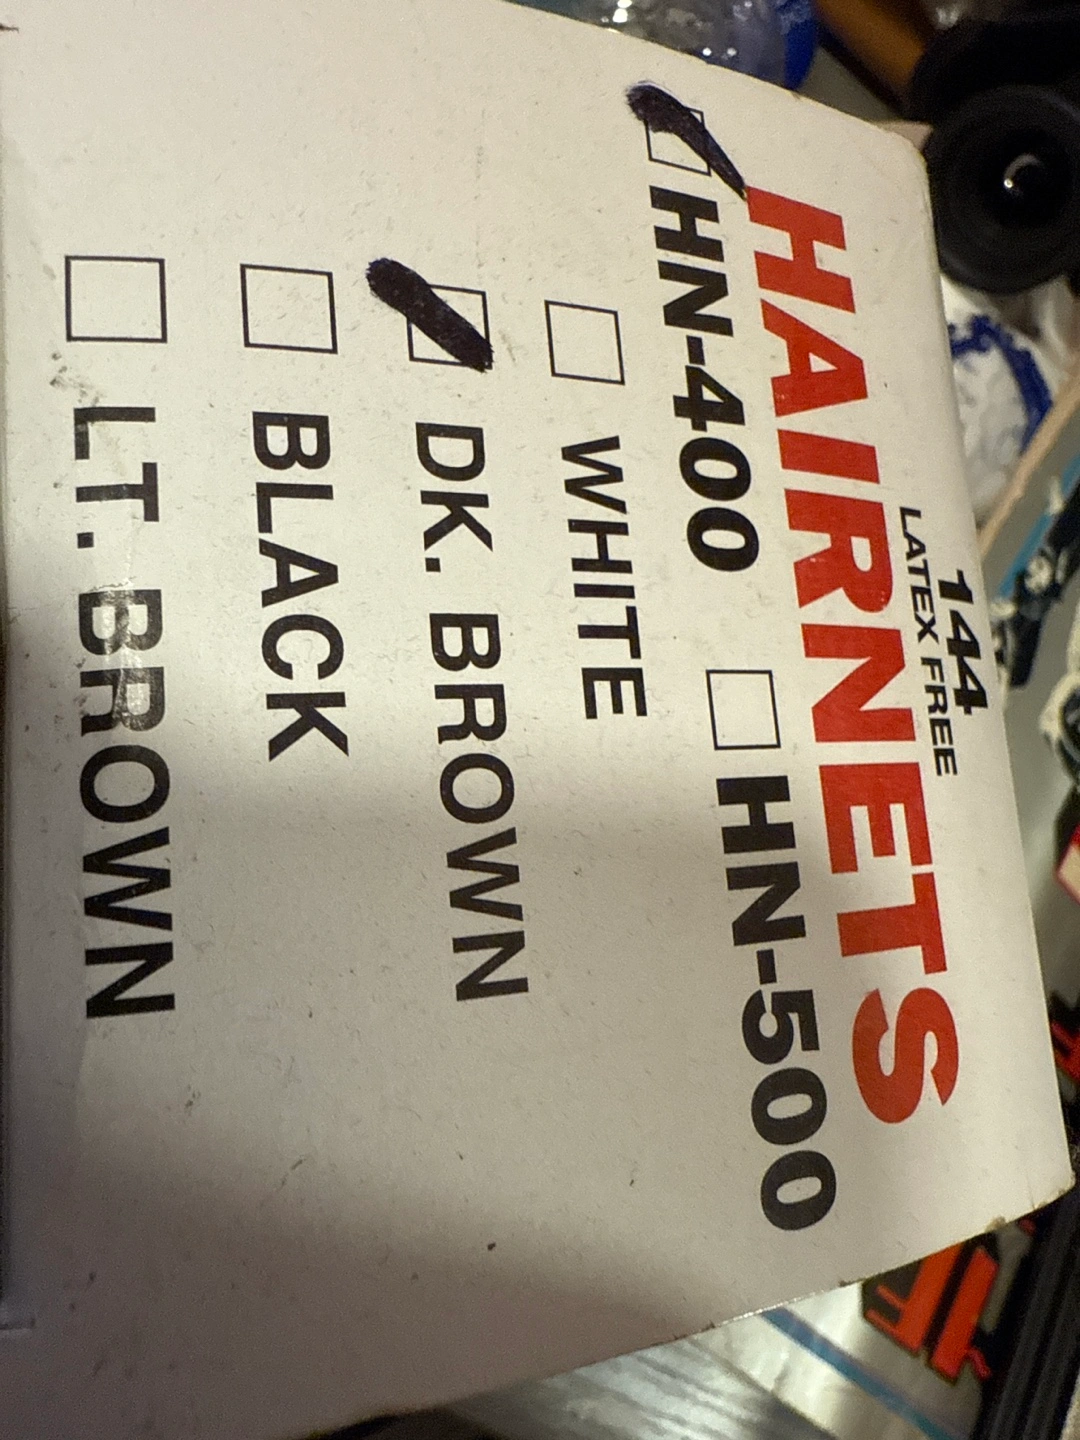 144
LATEX FREE
HAIRNETS
HN-400 HN-500
WHITE
DK. BROWN
BLACK
LT. BROWN